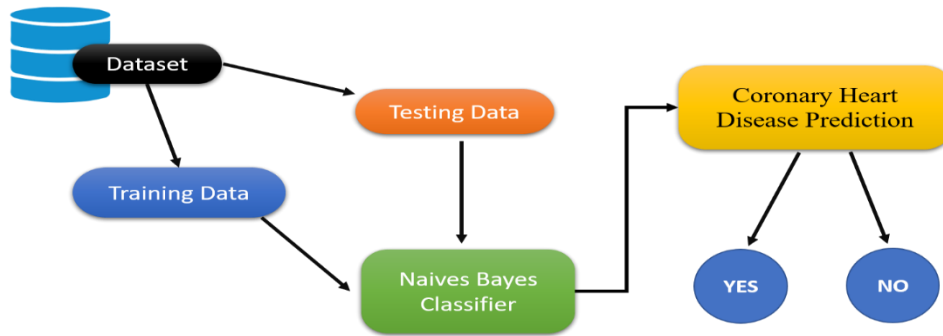 Dataset
Testing Data
Training Data
Naives Bayes
Classifier
Coronary Heart
Disease Prediction
YES
NO